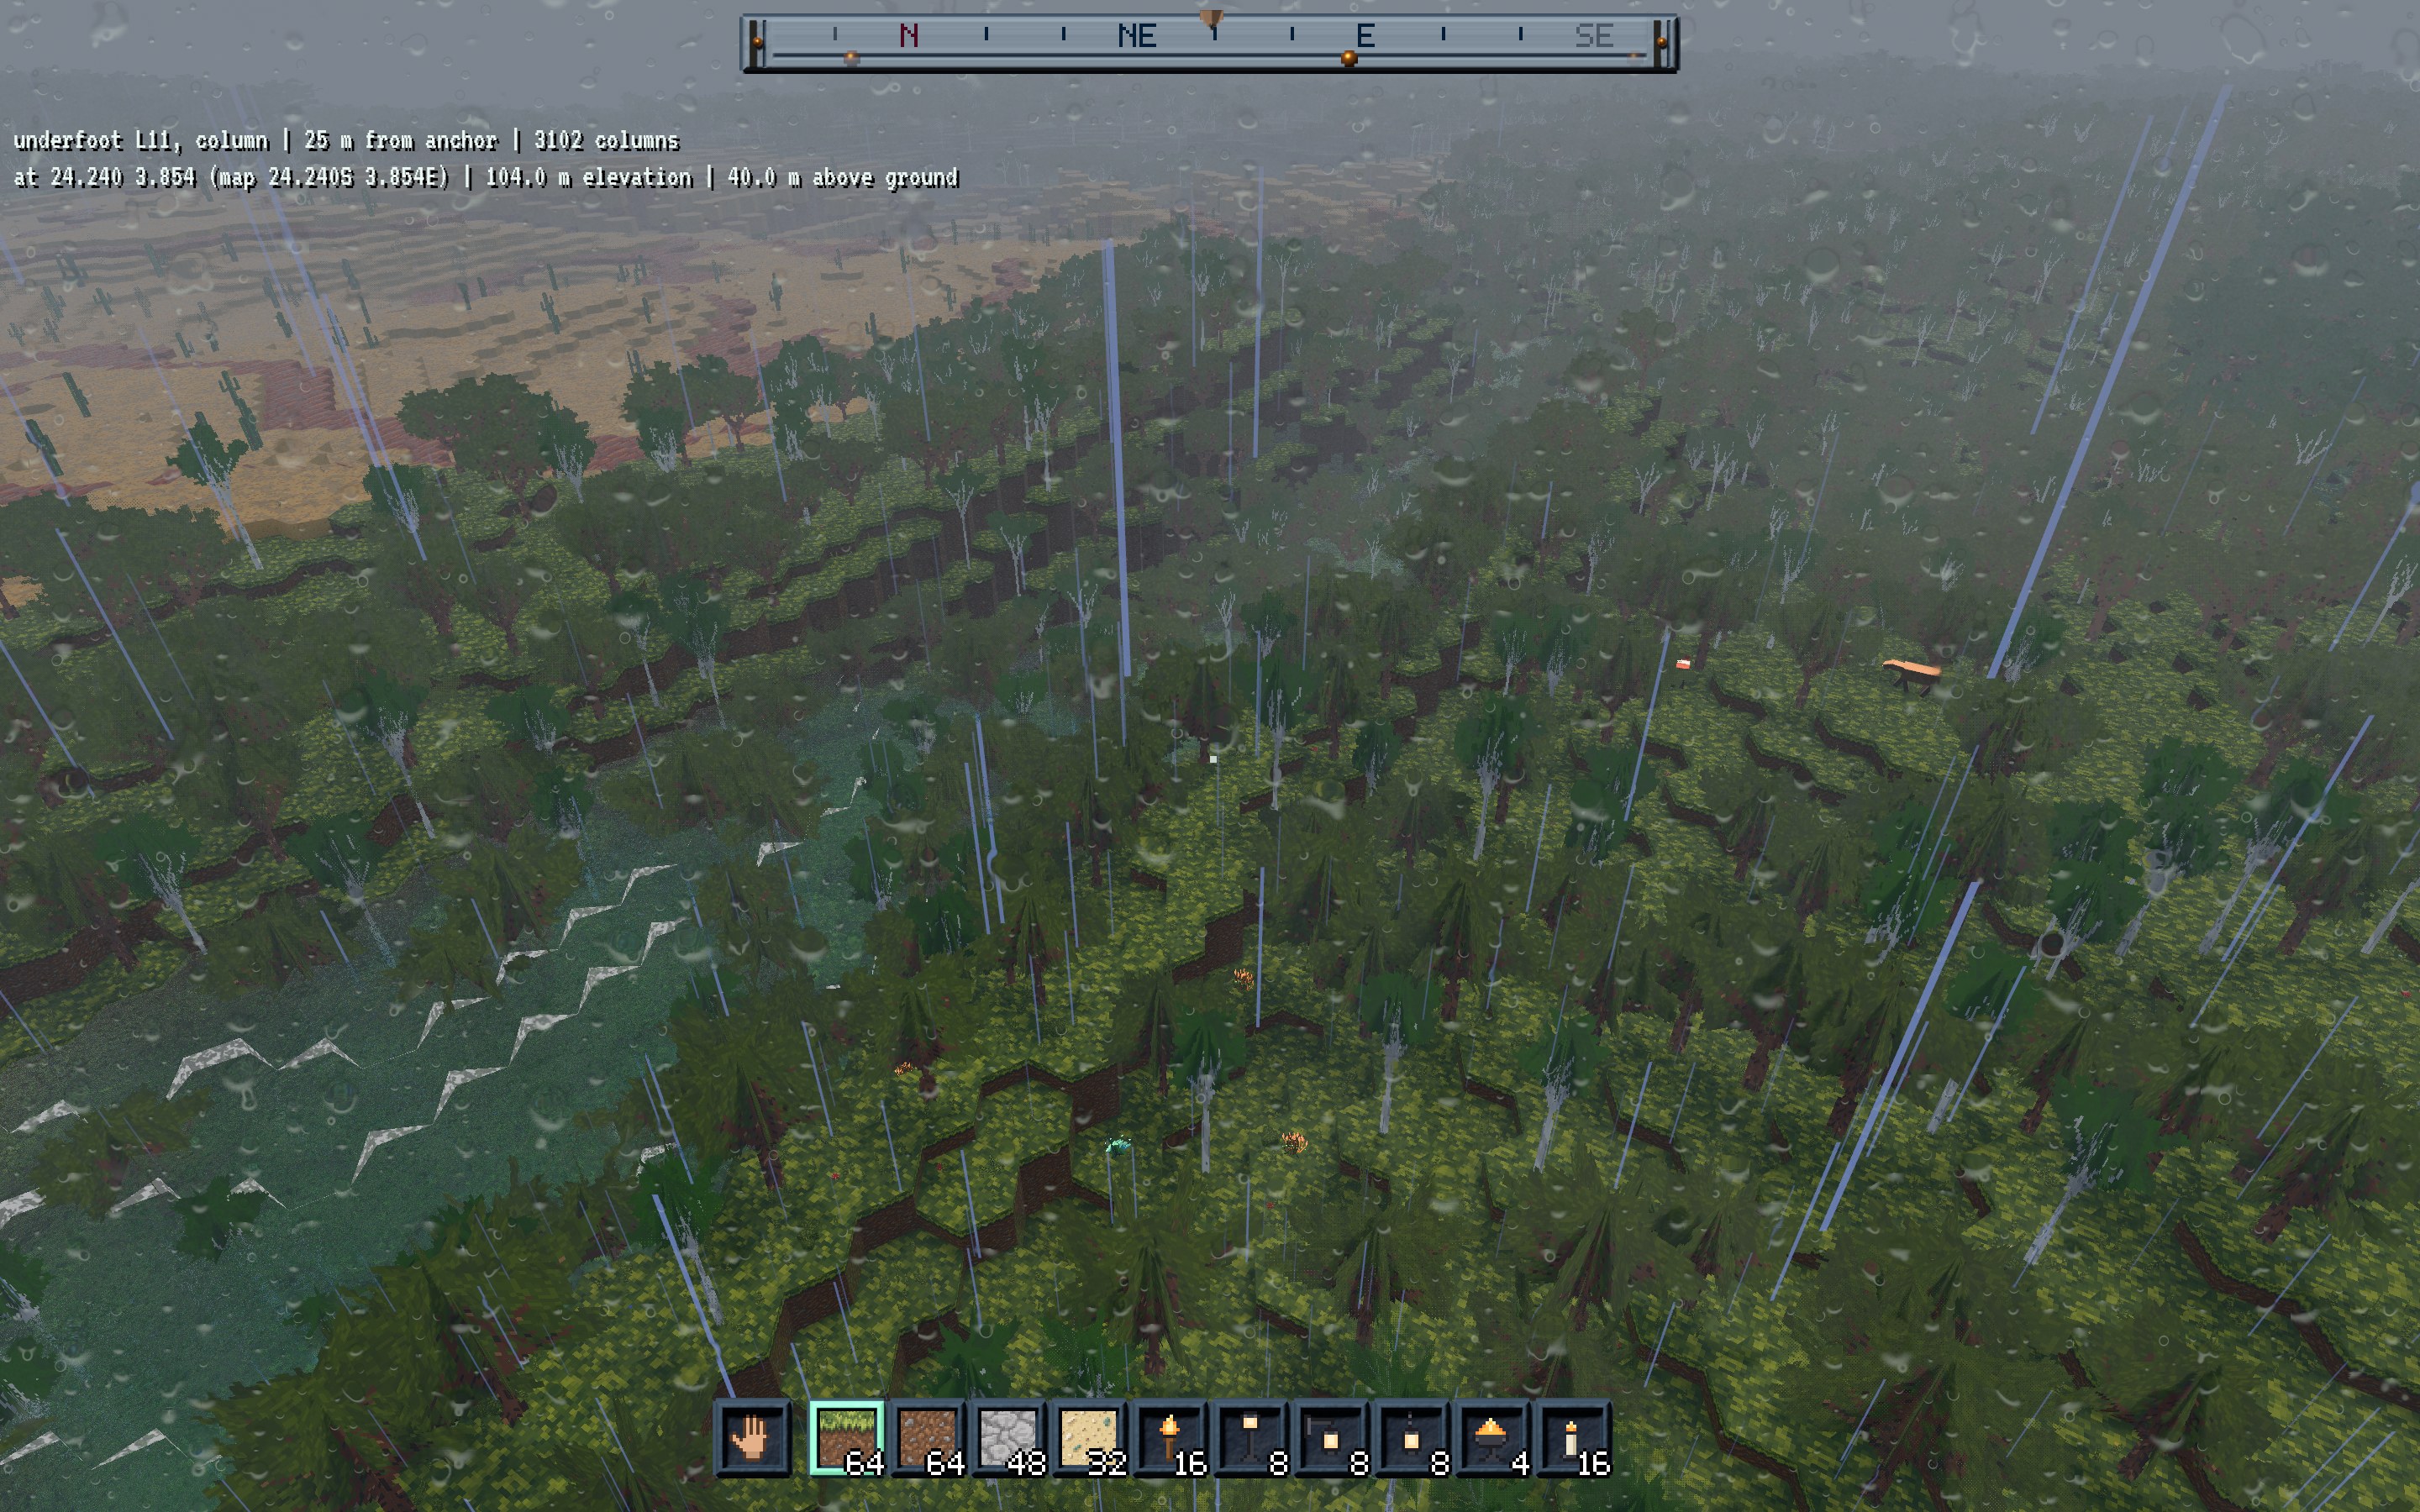 N NE E SE
underfoot L11, column | 25 m from anchor | 3102 columns
at 24.240 3.854 (map 24.240S 3.854E) | 104.0 m elevation | 40.0 m above ground
64 64 48 32 16 8 8 8 4 16